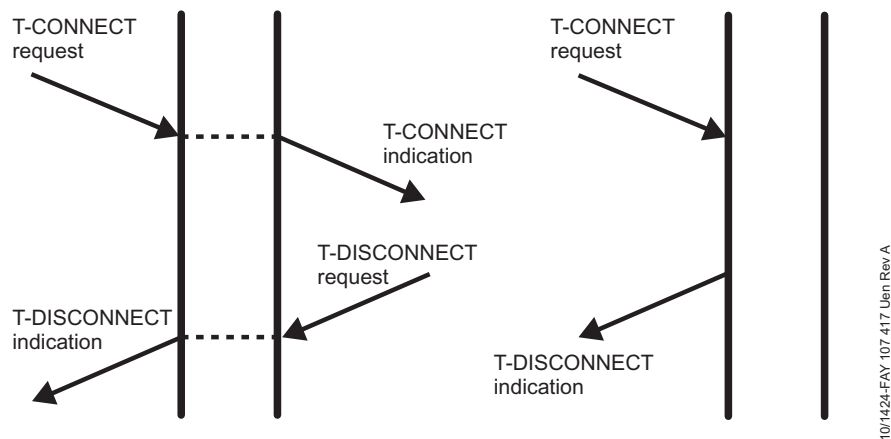 T-CONNECT
request
T-CONNECT
indication
T-DISCONNECT
request
T-DISCONNECT
indication
T-CONNECT
request
T-DISCONNECT
indication
10/1424-FAY 107 417 Uen Rev A